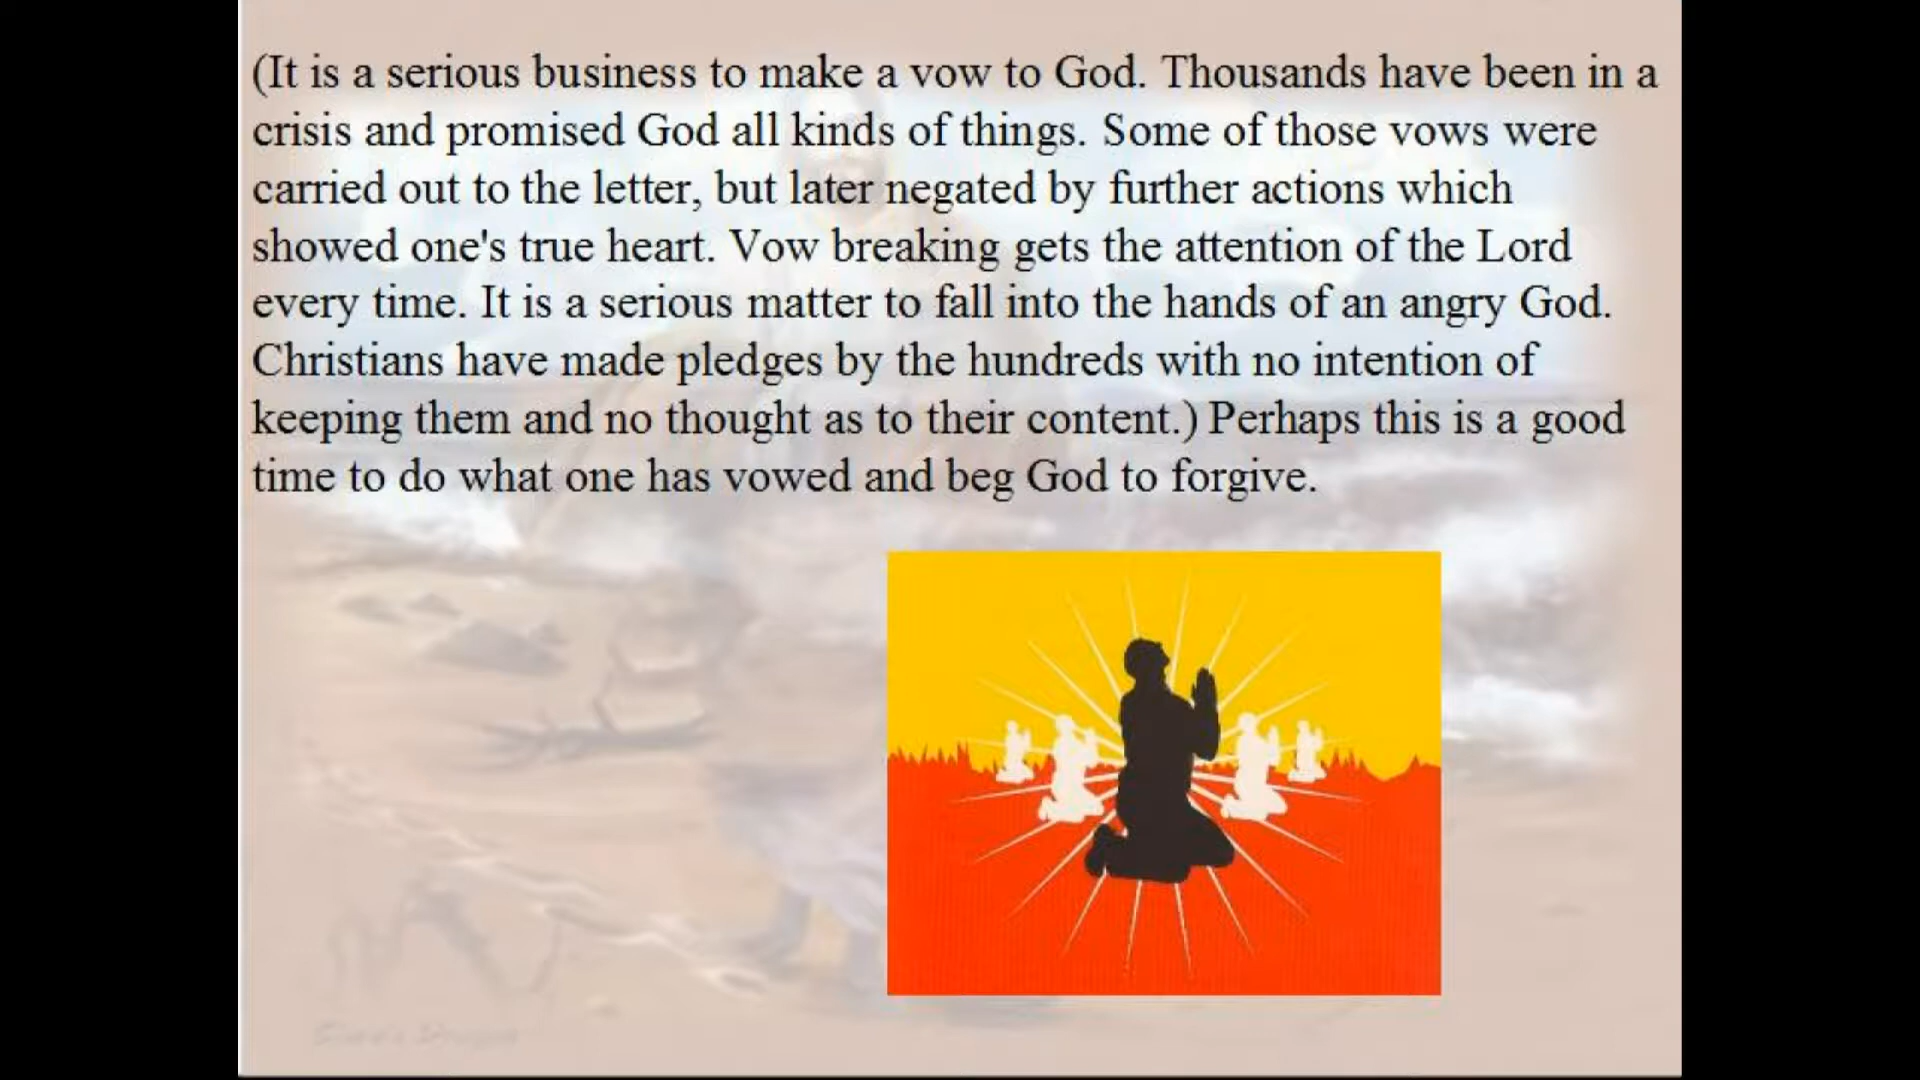 (It is a serious business to make a vow to God. Thousands have been in a
crisis and promised God all kinds of things. Some of those vows were
carried out to the letter, but later negated by further actions which
showed one's true heart. Vow breaking gets the attention of the Lord
every time. It is a serious matter to fall into the hands of an angry God.
Christians have made pledges by the hundreds with no intention of
keeping them and no thought as to their content.) Perhaps this is a good
time to do what one has vowed and beg God to forgive.